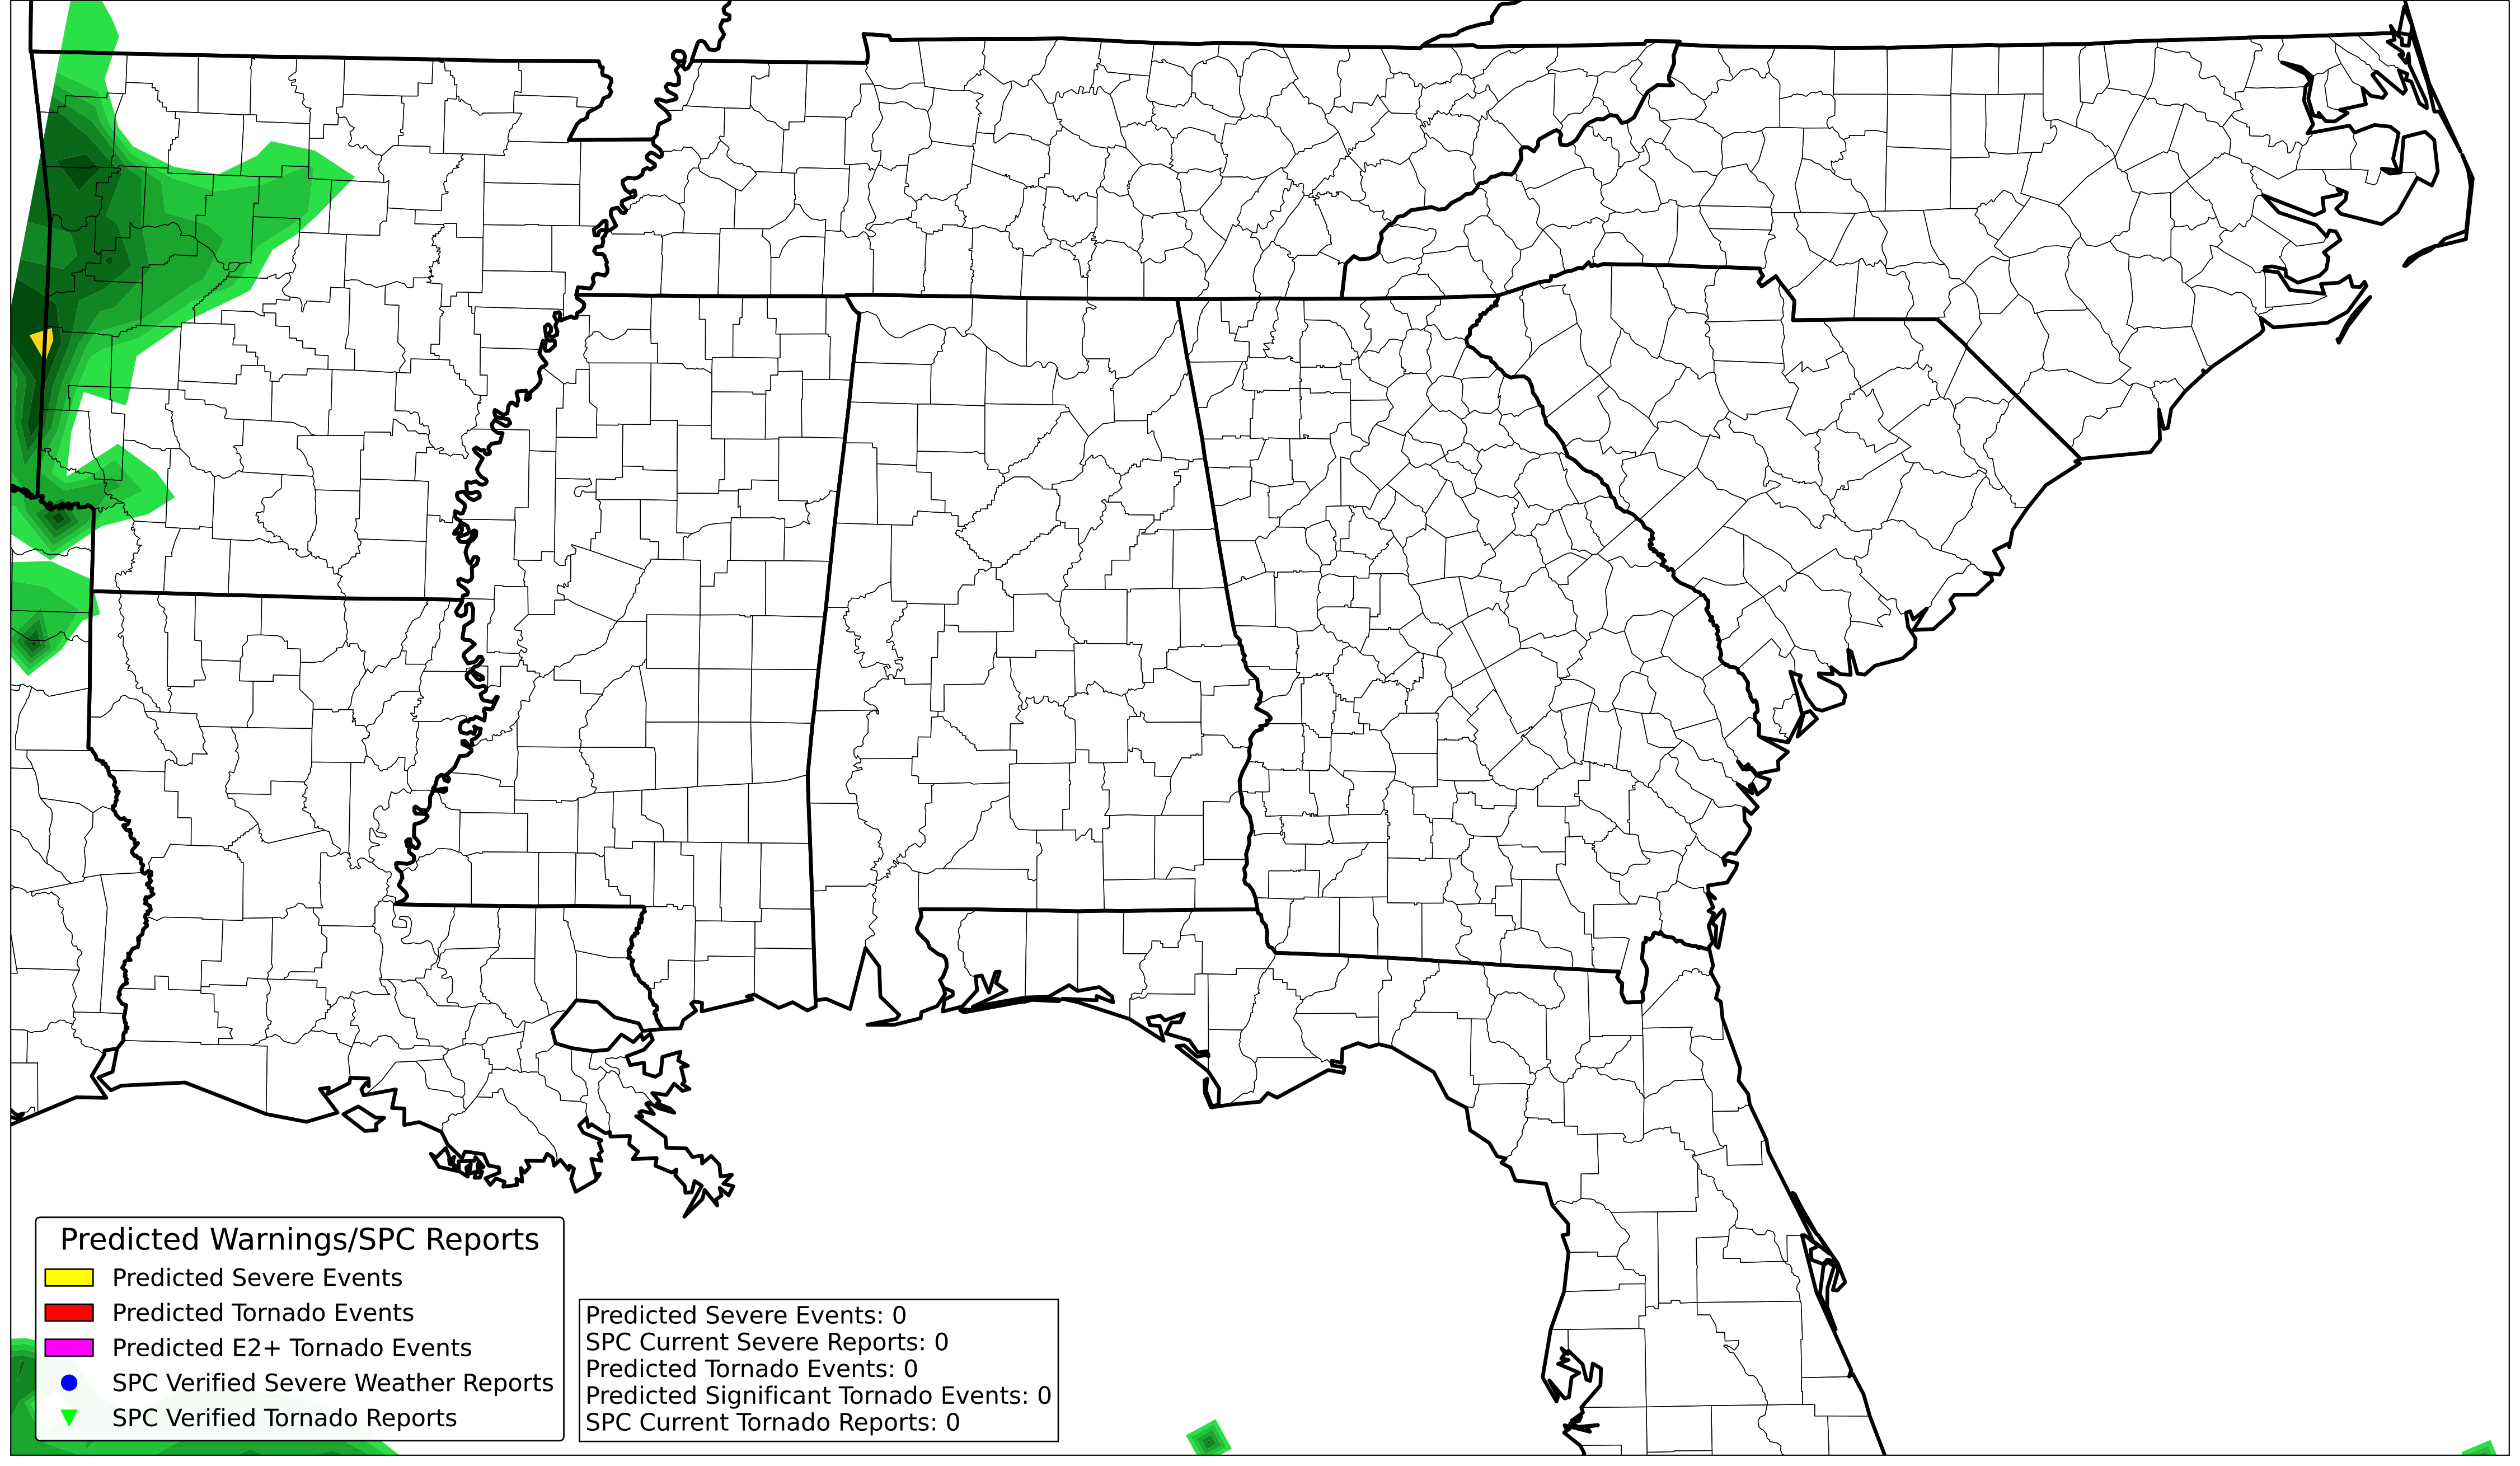 Predicted Warnings/SPC Reports
Predicted Severe Events
Predicted Tornado Events
Predicted E2+ Tornado Events
SPC Verified Severe Weather Reports
SPC Verified Tornado Reports
Predicted Severe Events: 0
SPC Current Severe Reports: 0
Predicted Tornado Events: 0
Predicted Significant Tornado Events: 0
SPC Current Tornado Reports: 0